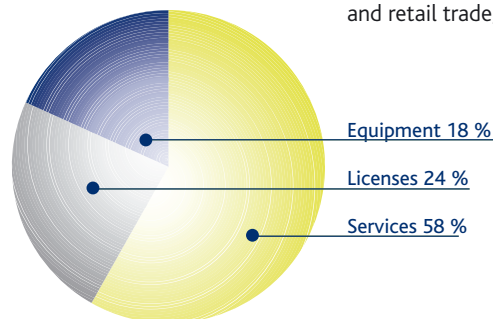 and retail trade
Equipment 18 %
Licenses 24 %
Services 58 %